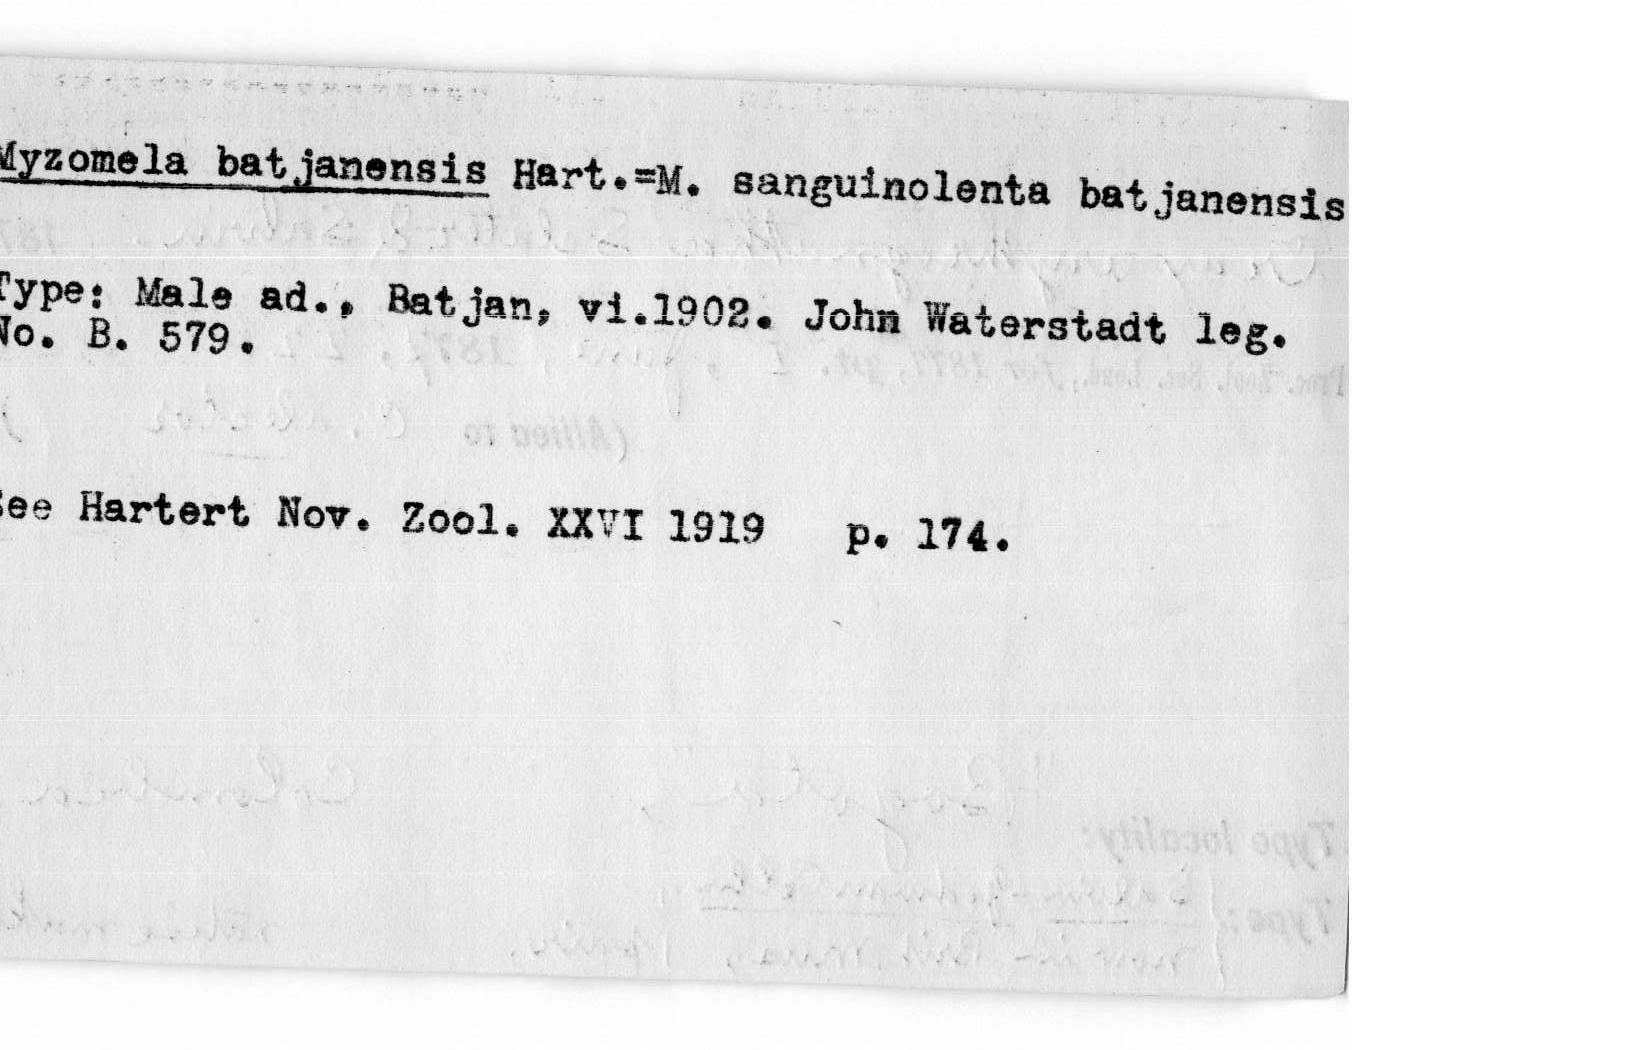 Myzomela batjanensis Hart.=M. sanguinolenta batjanensis
Type: Male ad., Batjan, vi.1902. John Waterstadt leg.
No. B. 579.
See Hartert Nov. Zool. XXVI 1919 p. 174.